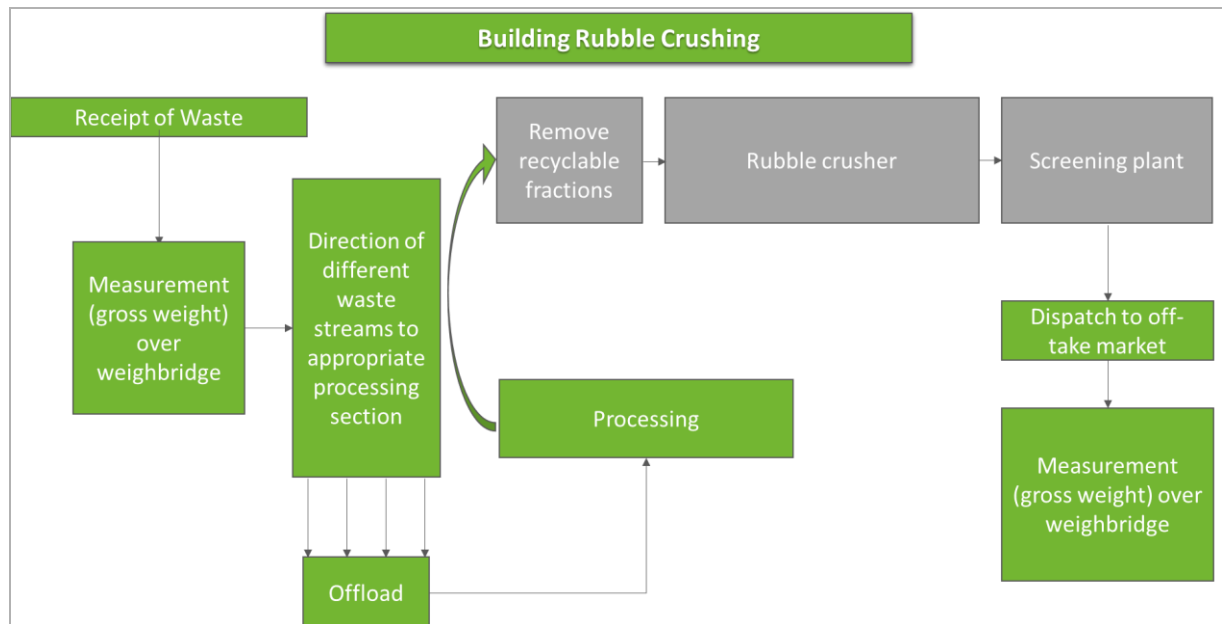 Building Rubble Crushing
Receipt of Waste
Measurement
(gross weight)
over
weighbridge
Direction of
different
waste
streams to
appropriate
processing
section
Offload
Processing
Remove
recyclable
fractions
Rubble crusher
Screening plant
Dispatch to off-
take market
Measurement
(gross weight) over
weighbridge